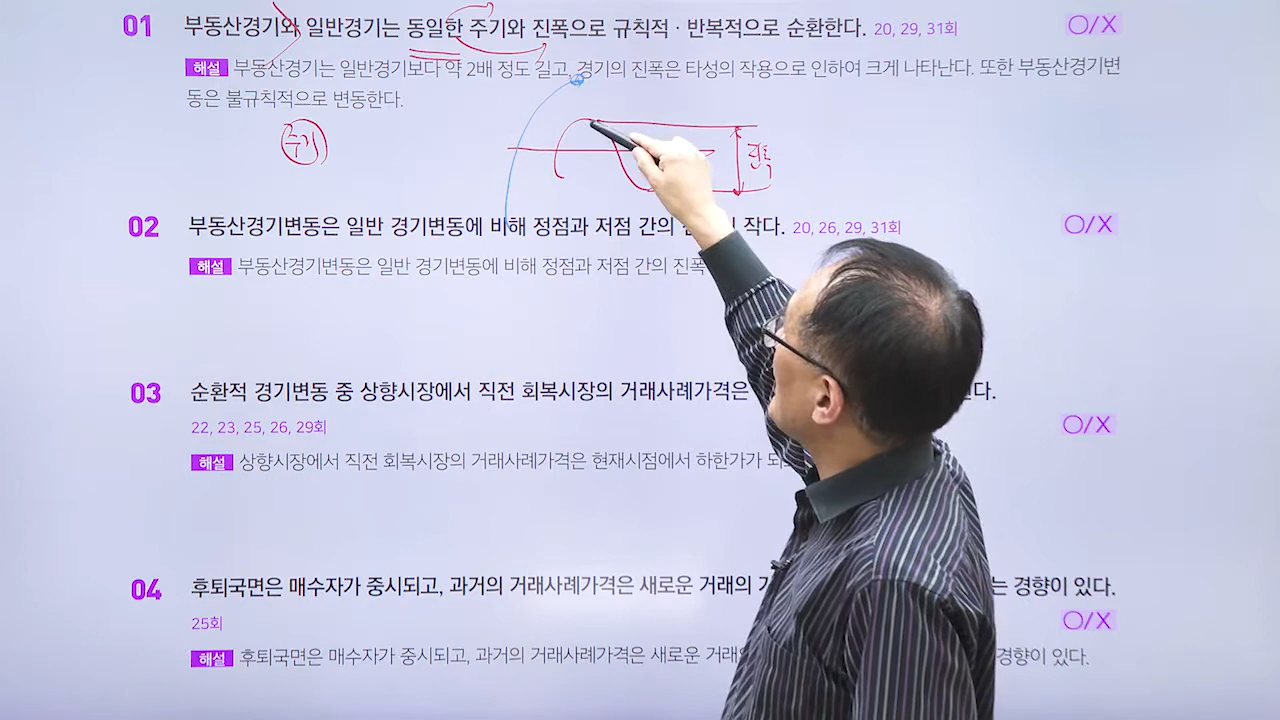 01 부동산경기와 일반경기는 동일한 주기와 진폭으로 규칙적·반복적으로 순환한다. 20, 29, 31회 O/X
해설 부동산경기는 일반경기보다 약 2배 정도 길고, 경기의 진폭은 타성의 작용으로 인하여 크게 나타난다. 또한 부동산경기변
동은 불규칙적으로 변동한다.
주기
진폭
02 부동산경기변동은 일반 경기변동에 비해 정점과 저점 간의 작다. 20, 26, 29, 31회 O/X
해설 부동산경기변동은 일반 경기변동에 비해 정점과 저점 간의 진폭
03 순환적 경기변동 중 상향시장에서 직전 회복시장의 거래사례가격은
22, 23, 25, 26, 29회 O/X
해설 상향시장에서 직전 회복시장의 거래사례가격은 현재시점에서 하한가가
04 후퇴국면은 매수자가 중시되고, 과거의 거래사례가격은 새로운 거래의 경향이 있다.
25회 O/X
해설 후퇴국면은 매수자가 중시되고, 과거의 거래사례가격은 새로운 경향이 있다.